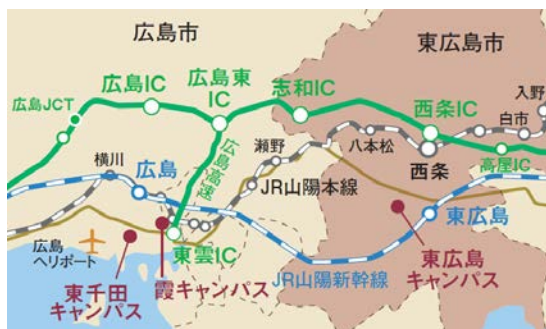 広島市
東広島市
広島IC
広島東
IC
志和IC
入野
広島JCT
西条IC
白市
瀬野
八本松
広島高速
横川
広島
西条
高屋IC
JR山陽本線
東広島
広島
ヘリポート
東雲IC
東千田
キャンパス
霞キャンパス
JR山陽新幹線
東広島
キャンパス